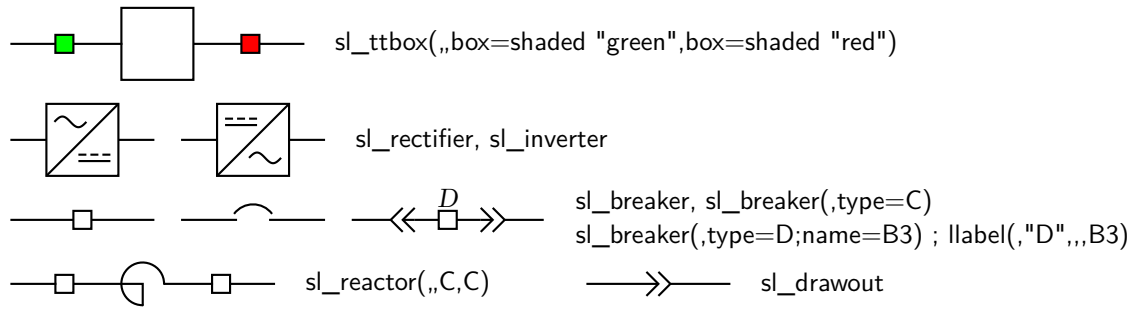 sl_ttbox(,,box=shaded "green",box=shaded "red")
sl_rectifier, sl_inverter
D
sl_breaker, sl_breaker(,type=C)
sl_breaker(,type=D;name=B3) ; llabel(,"D",,,B3)
sl_reactor(,,C,C)
sl_drawout